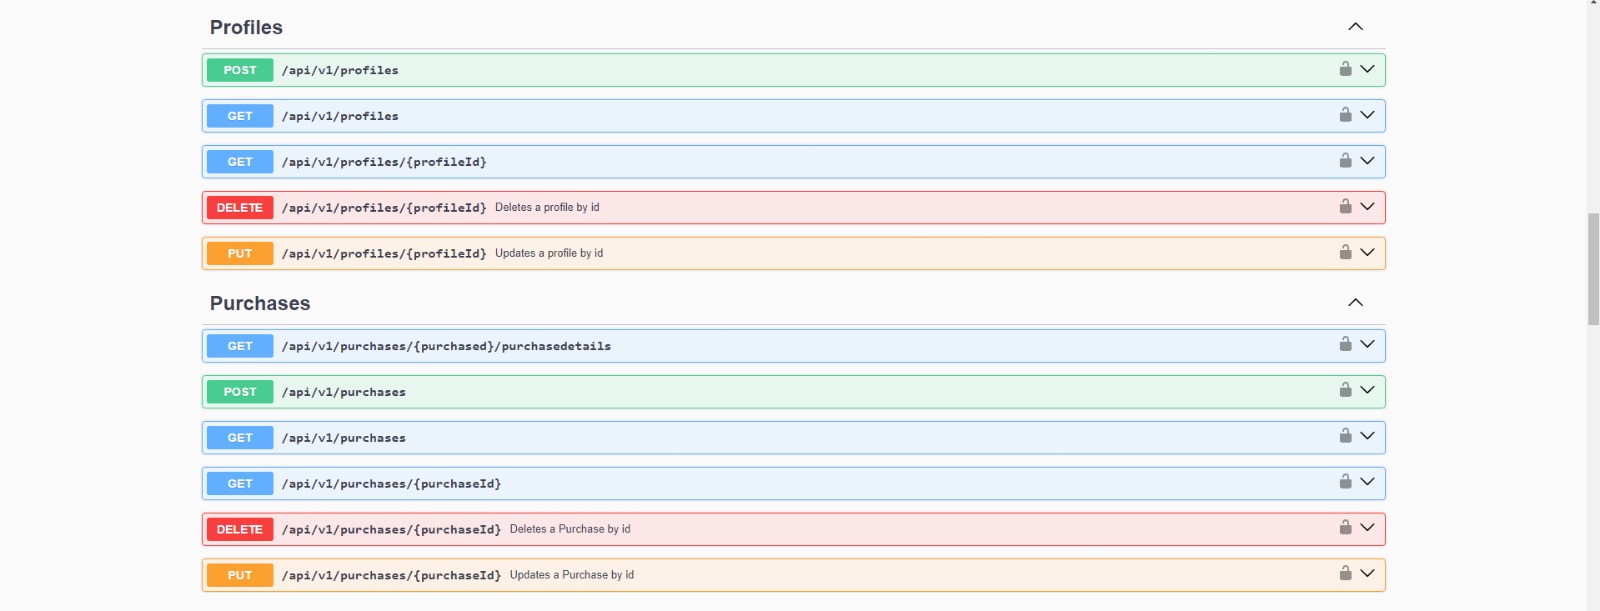 Profiles
POST /api/v1/profiles
GET /api/v1/profiles
GET /api/v1/profiles/{profileId}
DELETE /api/v1/profiles/{profileId} Deletes a profile by id
PUT /api/v1/profiles/{profileId} Updates a profile by id
Purchases
GET /api/v1/purchases/{purchased}/purchasedetails
POST /api/v1/purchases
GET /api/v1/purchases
GET /api/v1/purchases/{purchaseId}
DELETE /api/v1/purchases/{purchaseId} Deletes a Purchase by id
PUT /api/v1/purchases/{purchaseId} Updates a Purchase by id